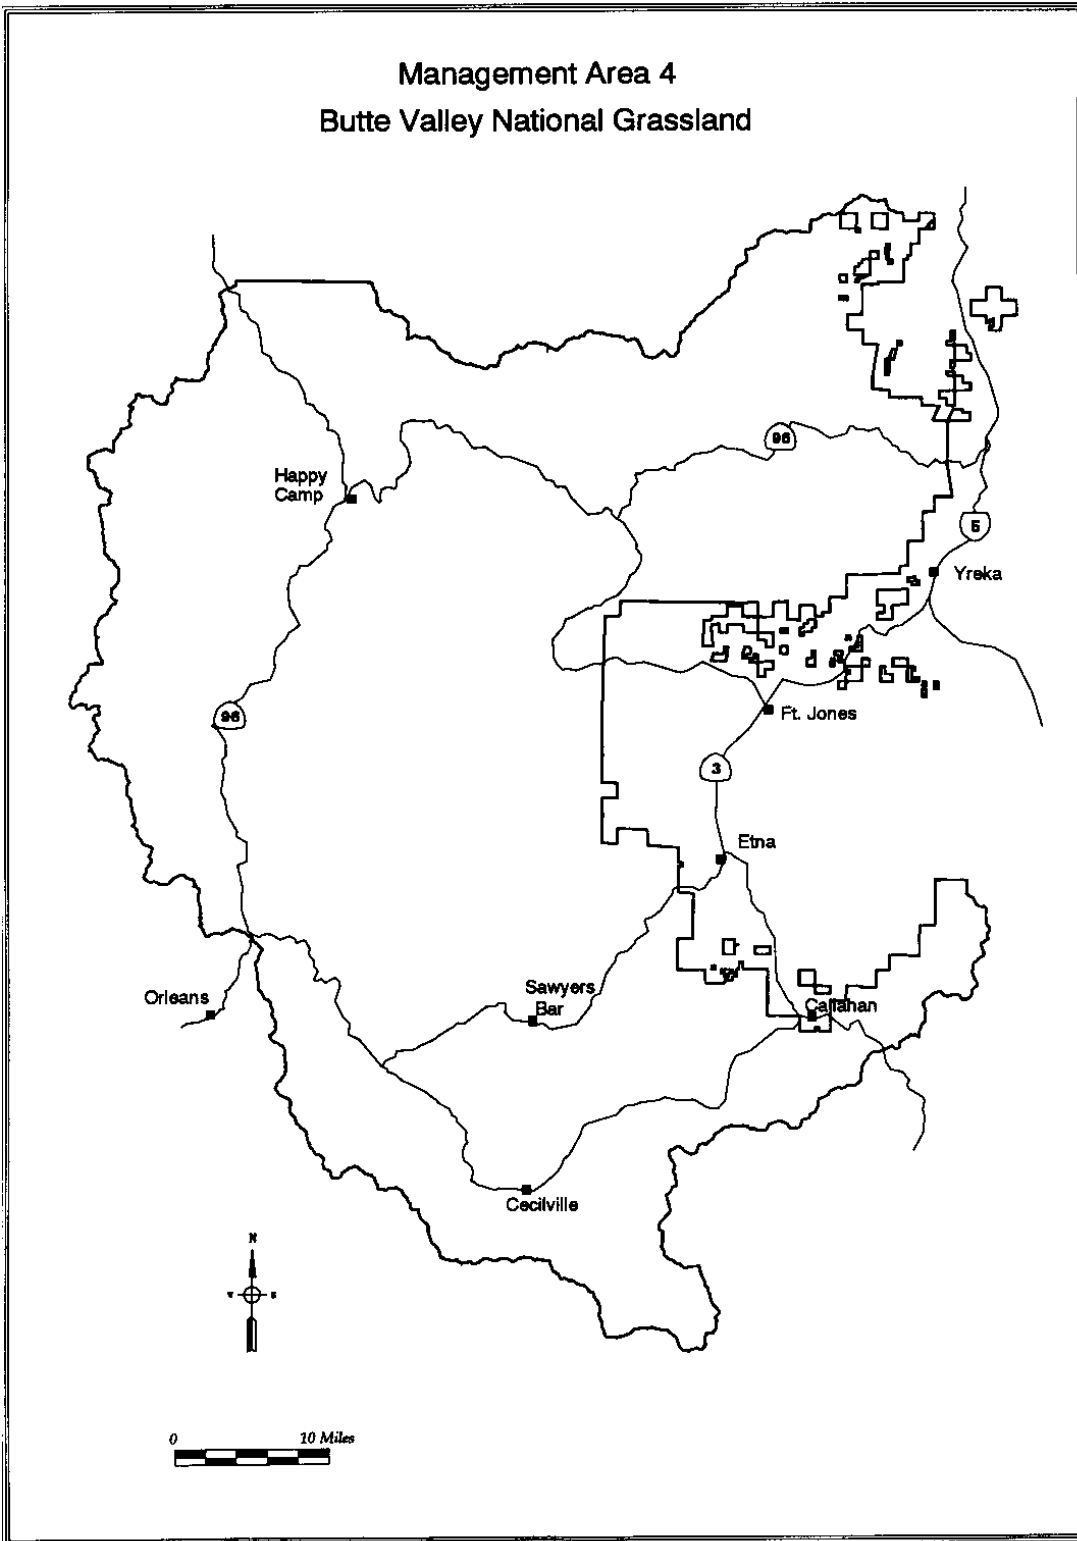 Management Area 4
Butte Valley National Grassland
96
Happy
Camp
5
Yreka
96
Ft. Jones
3
Etna
Sawyers
Bar
Orleans
Callahan
Cecilville
N
0 10 Miles